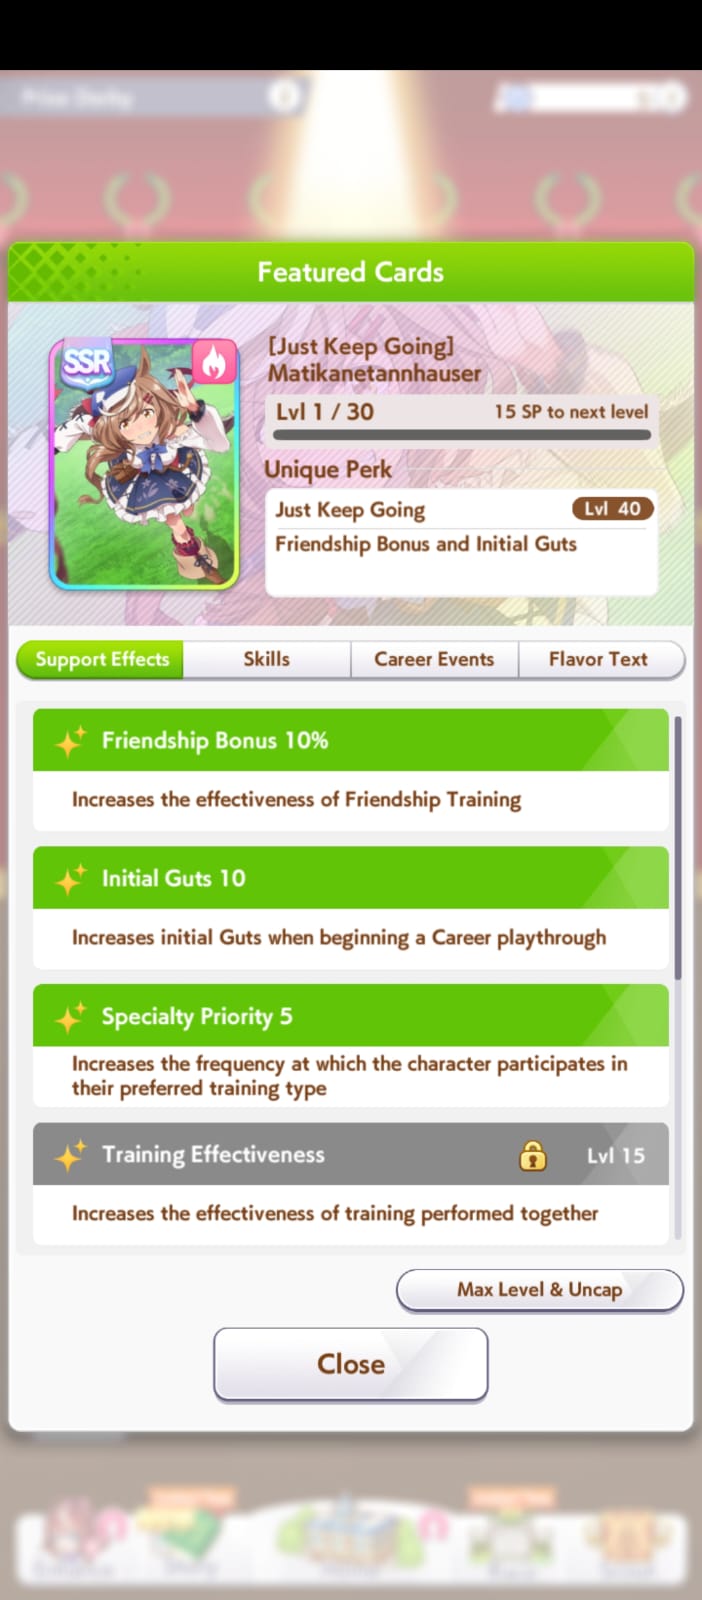 Featured Cards
SSR
[Just Keep Going]
Matikanetannhauser
Lvl 1 / 30
15 SP to next level
Unique Perk
Just Keep Going
Lvl 40
Friendship Bonus and Initial Guts
Support Effects
Skills
Career Events
Flavor Text
Friendship Bonus 10%
Increases the effectiveness of Friendship Training
Initial Guts 10
Increases initial Guts when beginning a Career playthrough
Specialty Priority 5
Increases the frequency at which the character participates in
their preferred training type
Training Effectiveness
Lvl 15
Increases the effectiveness of training performed together
Max Level & Uncap
Close